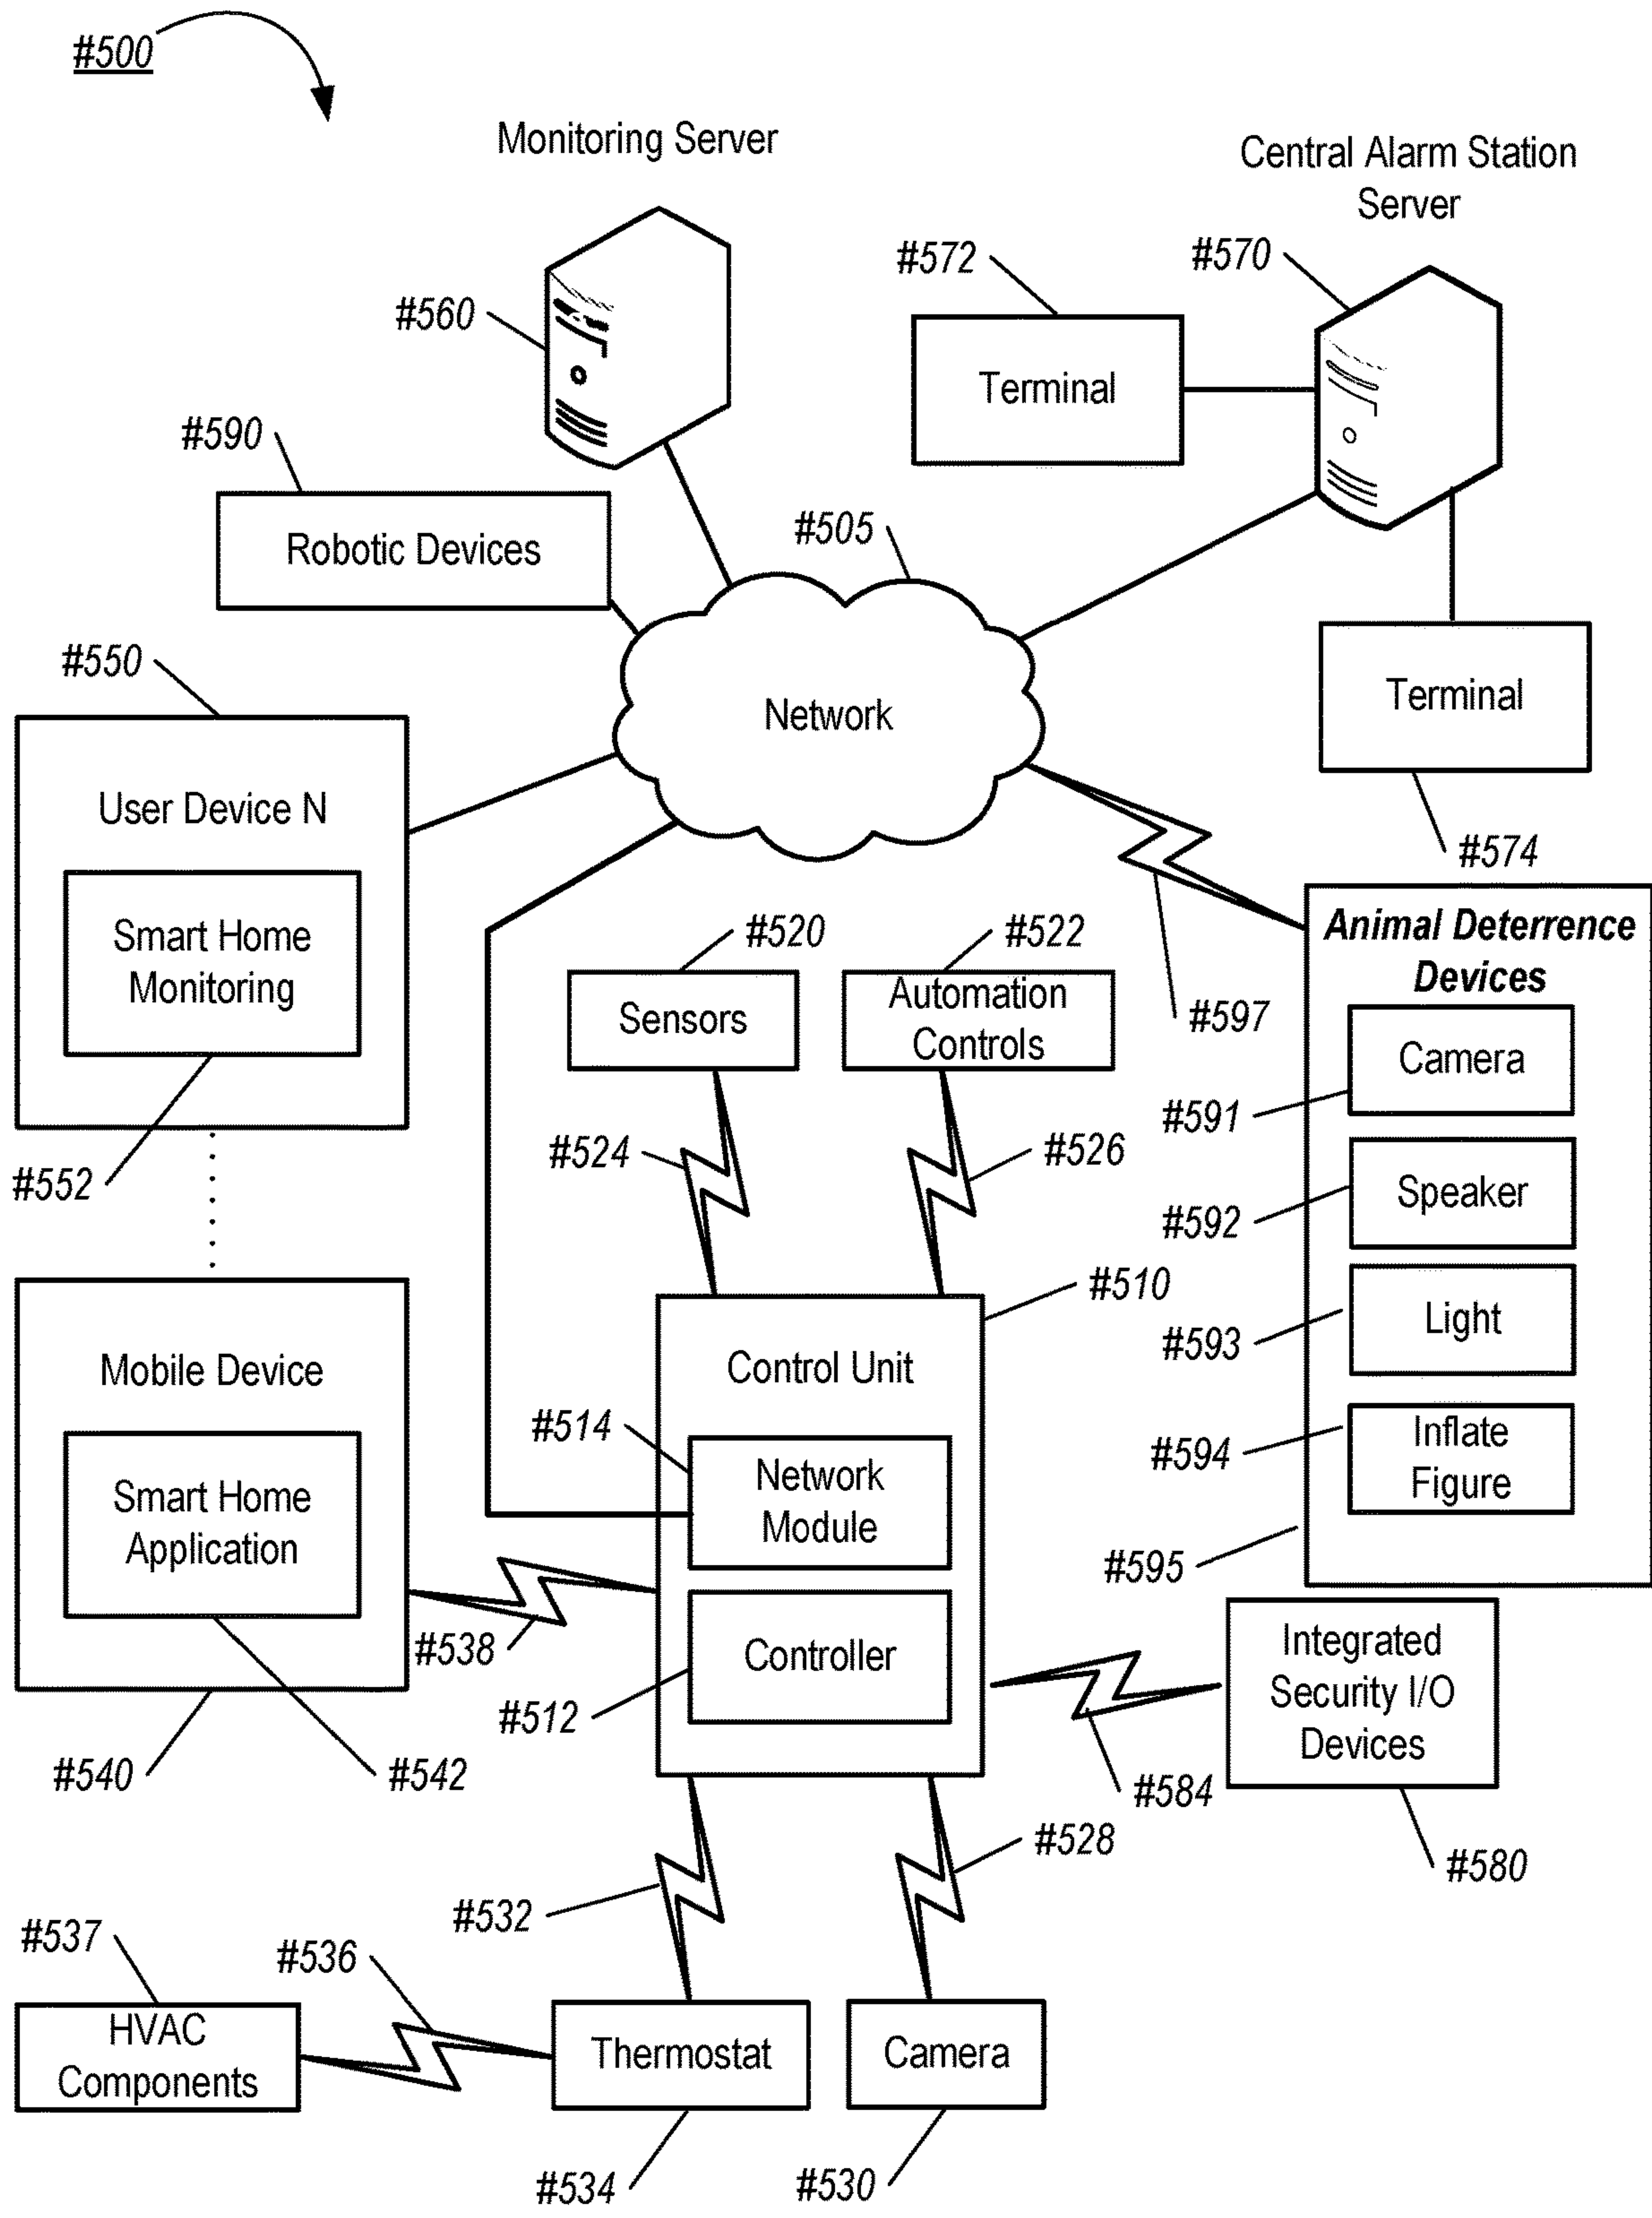 #500
Monitoring Server
Central Alarm Station
Server
#572
#570
#560
Terminal
#590
Robotic Devices
#505
#550
Network
Terminal
User Device N
#574
Smart Home
Monitoring
#520
#522
Animal Deterrence
Devices
Sensors
Automation
Controls
#597
Camera
#591
#552
#524
#526
Speaker
#592
#510
Light
#593
Mobile Device
Control Unit
#514
Inflate
Figure
#594
Smart Home
Application
Network
Module
#595
#538
Controller
Integrated
Security I/O
Devices
#512
#540
#542
#584
#528
#580
#532
#537
#536
HVAC
Components
Thermostat
Camera
#534
#530